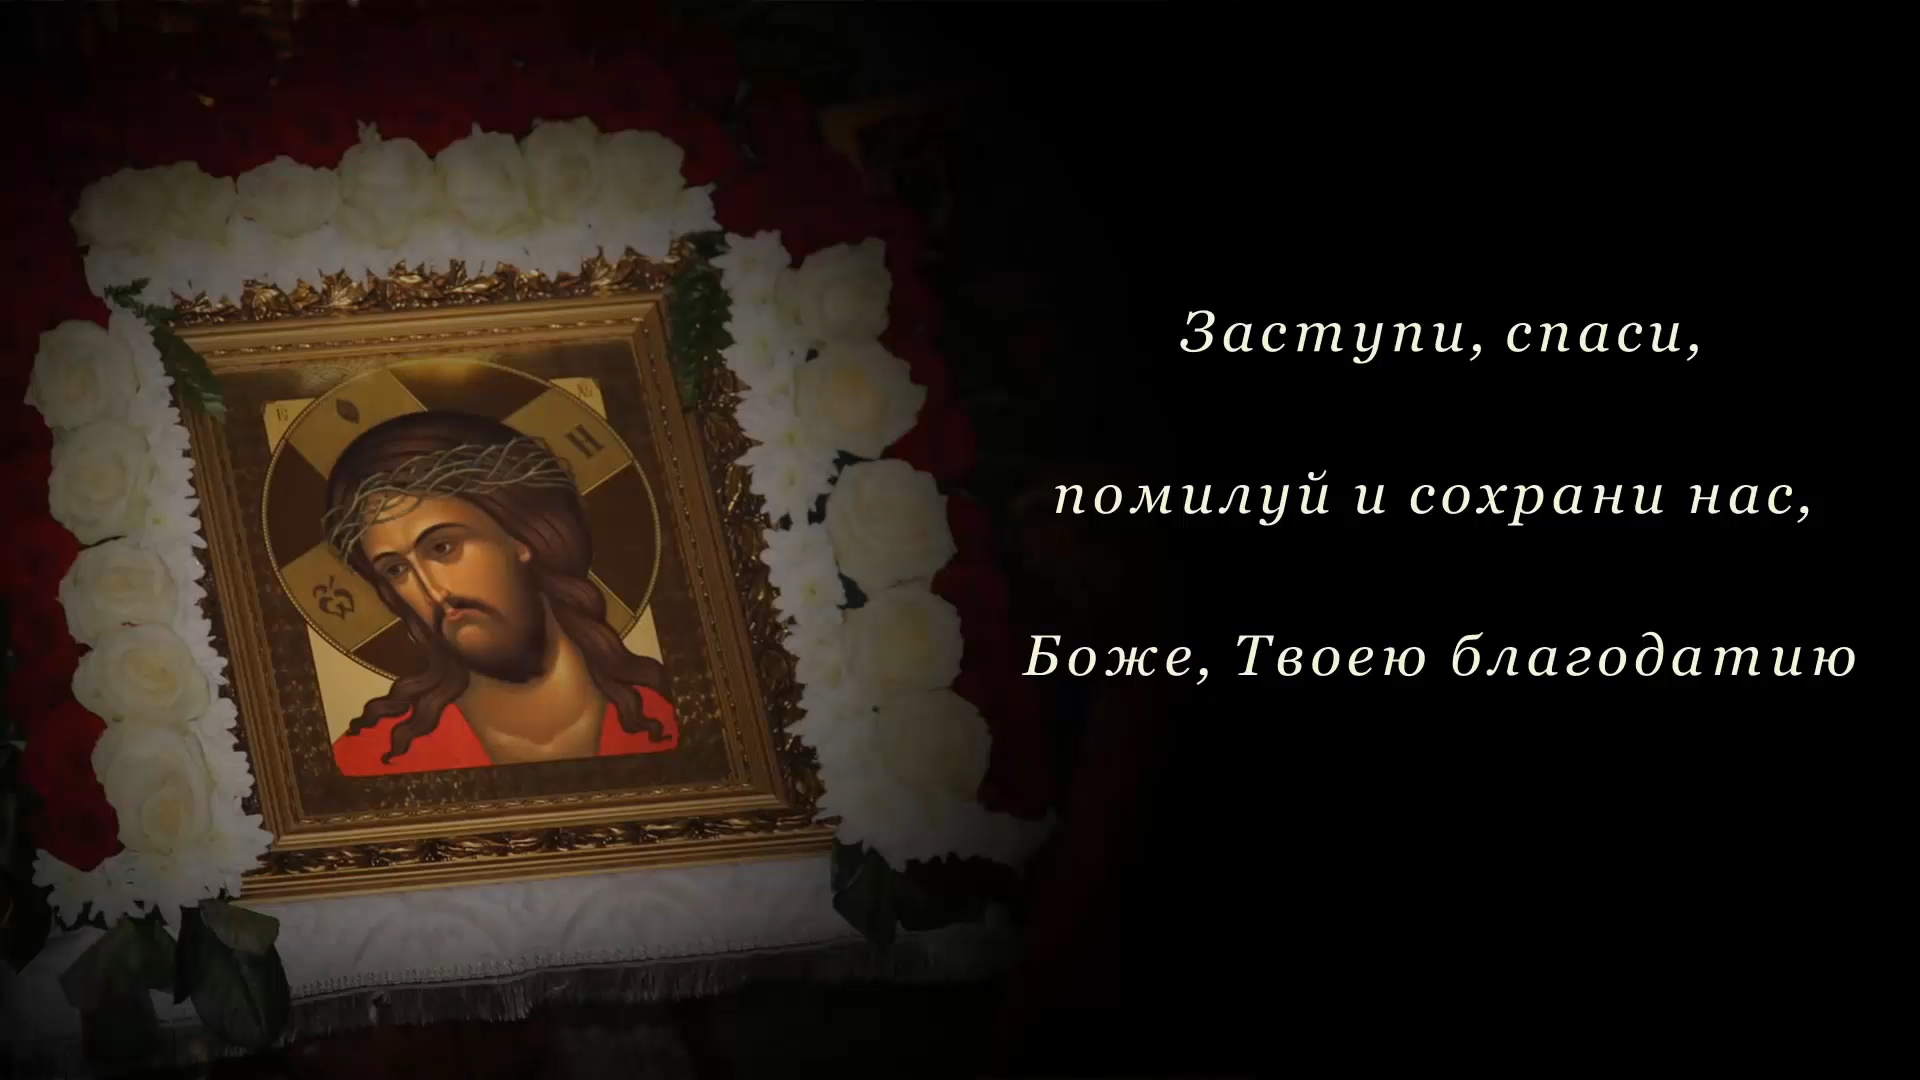 Заступи, спаси,
помилуй и сохрани нас,
Боже, Твоею благодатию
О
Н